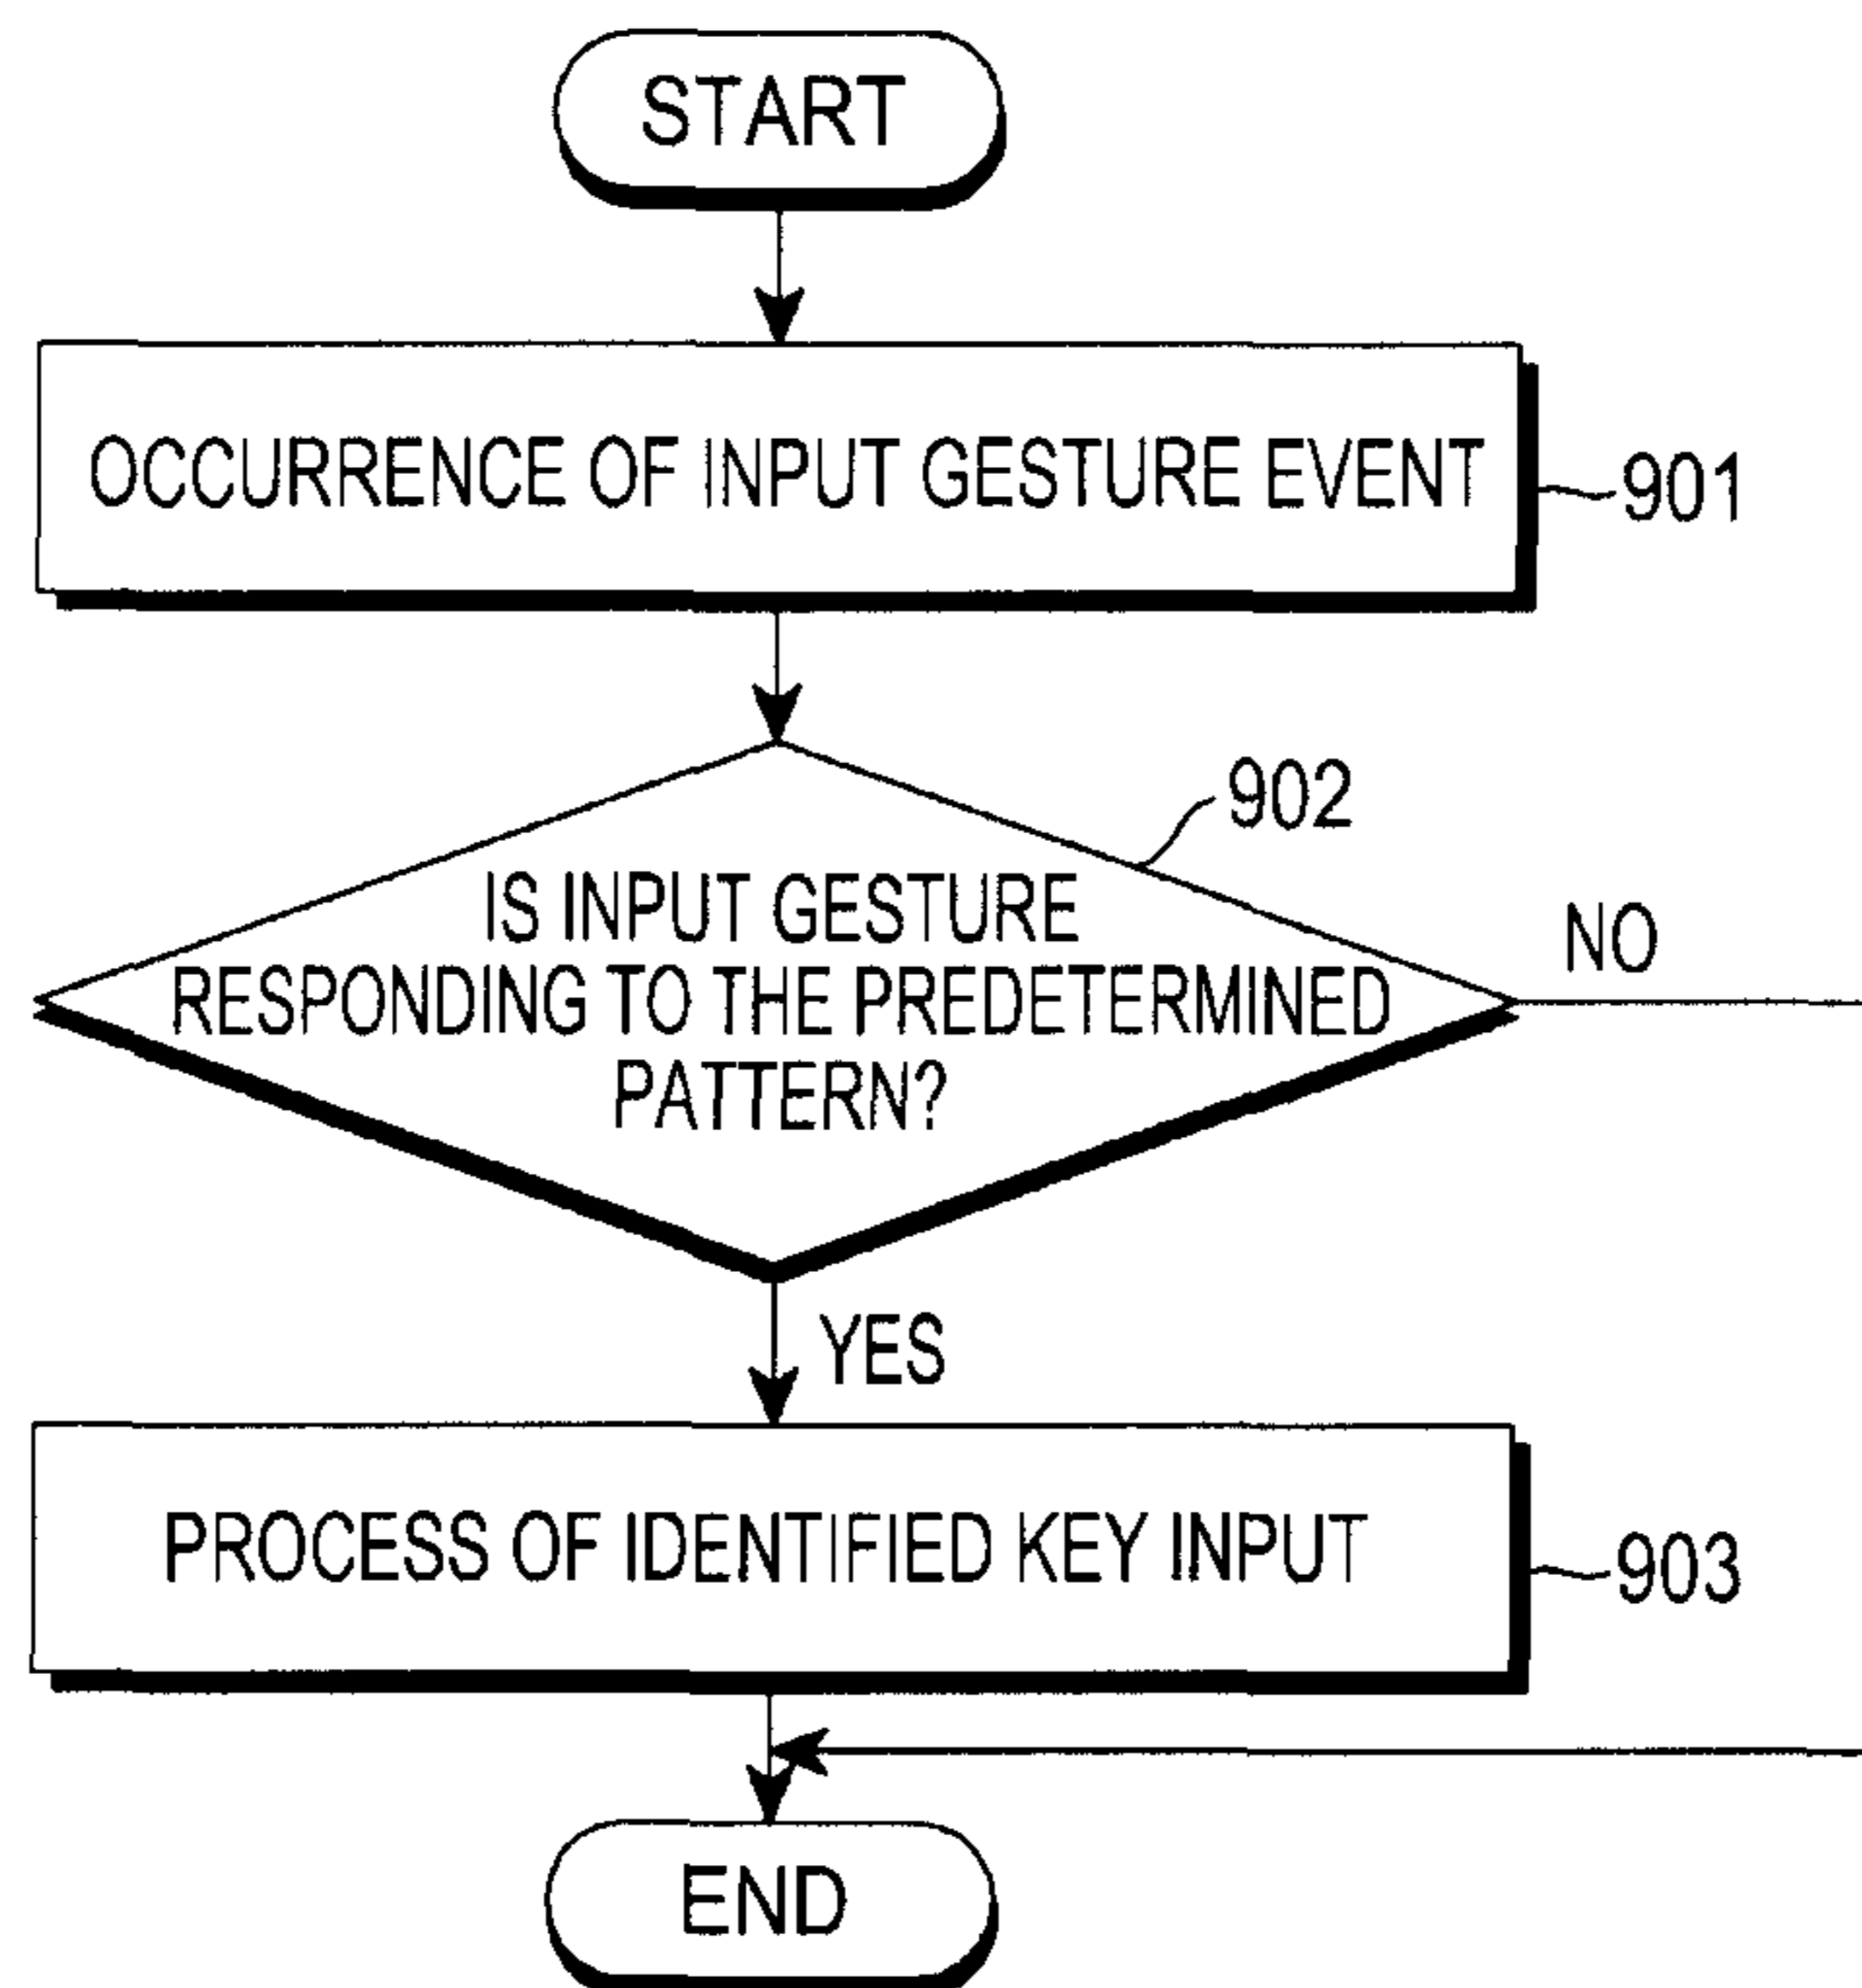 START
OCCURRENCE OF INPUT GESTURE EVENT
901
902
IS INPUT GESTURE
RESPONDING TO THE PREDETERMINED
PATTERN?
NO
YES
PROCESS OF IDENTIFIED KEY INPUT
903
END